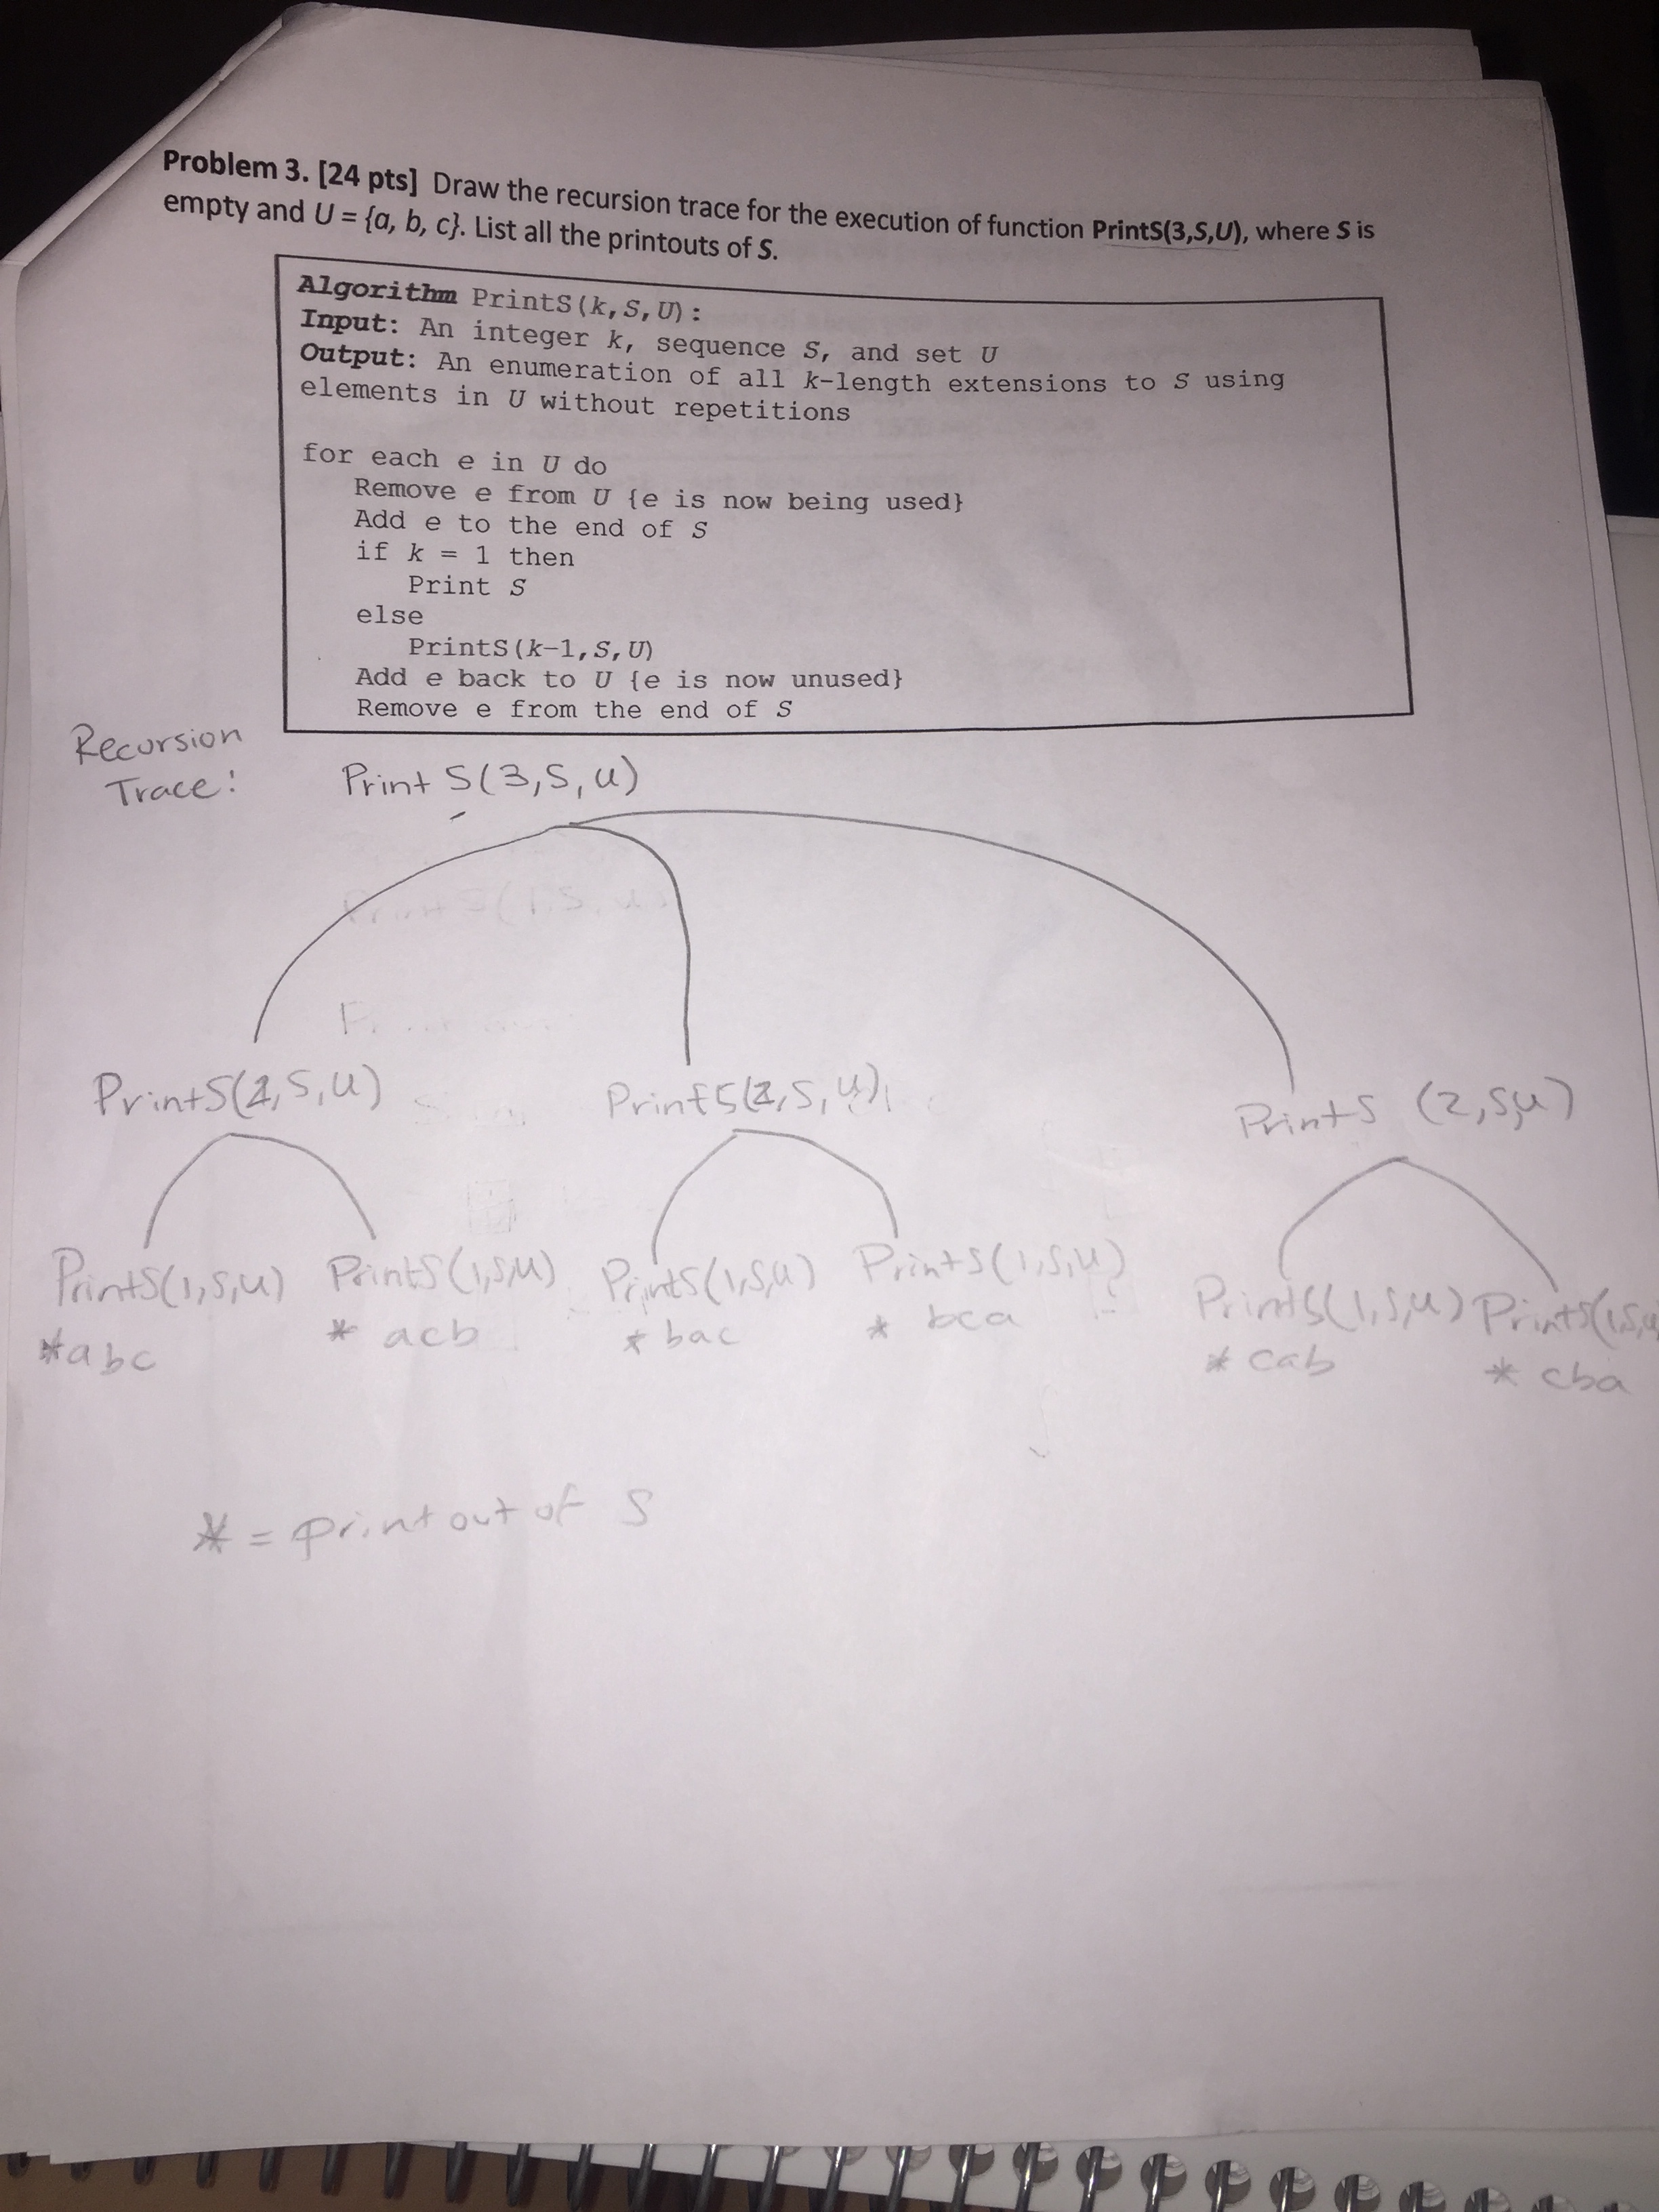 Problem 3. [24 pts] Draw the recursion trace for the execution of function PrintS(3,S,U), where S is
empty and U = {a, b, c}. List all the printouts of S.
Algorithm PrintS(k,S,U):
Input: An integer k, sequence S, and set U
Output: An enumeration of all k-length extensions to S using
elements in U without repetitions
for each e in U do
Remove e from U {e is now being used}
Add e to the end of S
if k = 1 then
Print S
else
PrintS(k-1,S,U)
Add e back to U {e is now unused}
Remove e from the end of S
Recursion
Trace:
Print S(3,S,U)
PrintS(2,S,U) PrintS(2,S,U) PrintS (2,S,U)
PrintS(1,S,U) PrintS(1,S,U) PrintS(1,S,U) PrintS(1,S,U) PrintS(1,S,U) PrintS(1,S,U
*abc * acb * bac * bca * cab * cba
* = printout of S